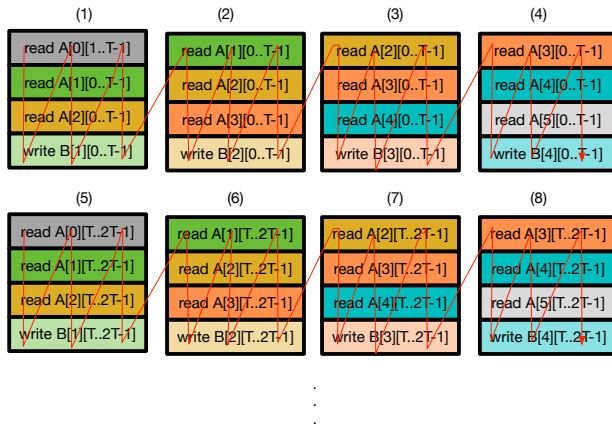 (1) (2) (3) (4)
read A[0][1..T-1] read A[1][0..T-1] read A[2][0..T-1] read A[3][0..T-1]
read A[1][0..T-1] read A[2][0..T-1] read A[3][0..T-1] read A[4][0..T-1]
read A[2][0..T-1] read A[3][0..T-1] read A[4][0..T-1] read A[5][0..T-1]
write B[1][0..T-1] write B[2][0..T-1] write B[3][0..T-1] write B[4][0..T-1]
(5) (6) (7) (8)
read A[0][T..2T-1] read A[1][T..2T-1] read A[2][T..2T-1] read A[3][T..2T-1]
read A[1][T..2T-1] read A[2][T..2T-1] read A[3][T..2T-1] read A[4][T..2T-1]
read A[2][T..2T-1] read A[3][T..2T-1] read A[4][T..2T-1] read A[5][T..2T-1]
write B[1][T..2T-1] write B[2][T..2T-1] write B[3][T..2T-1] write B[4][T..2T-1]
.
.
.